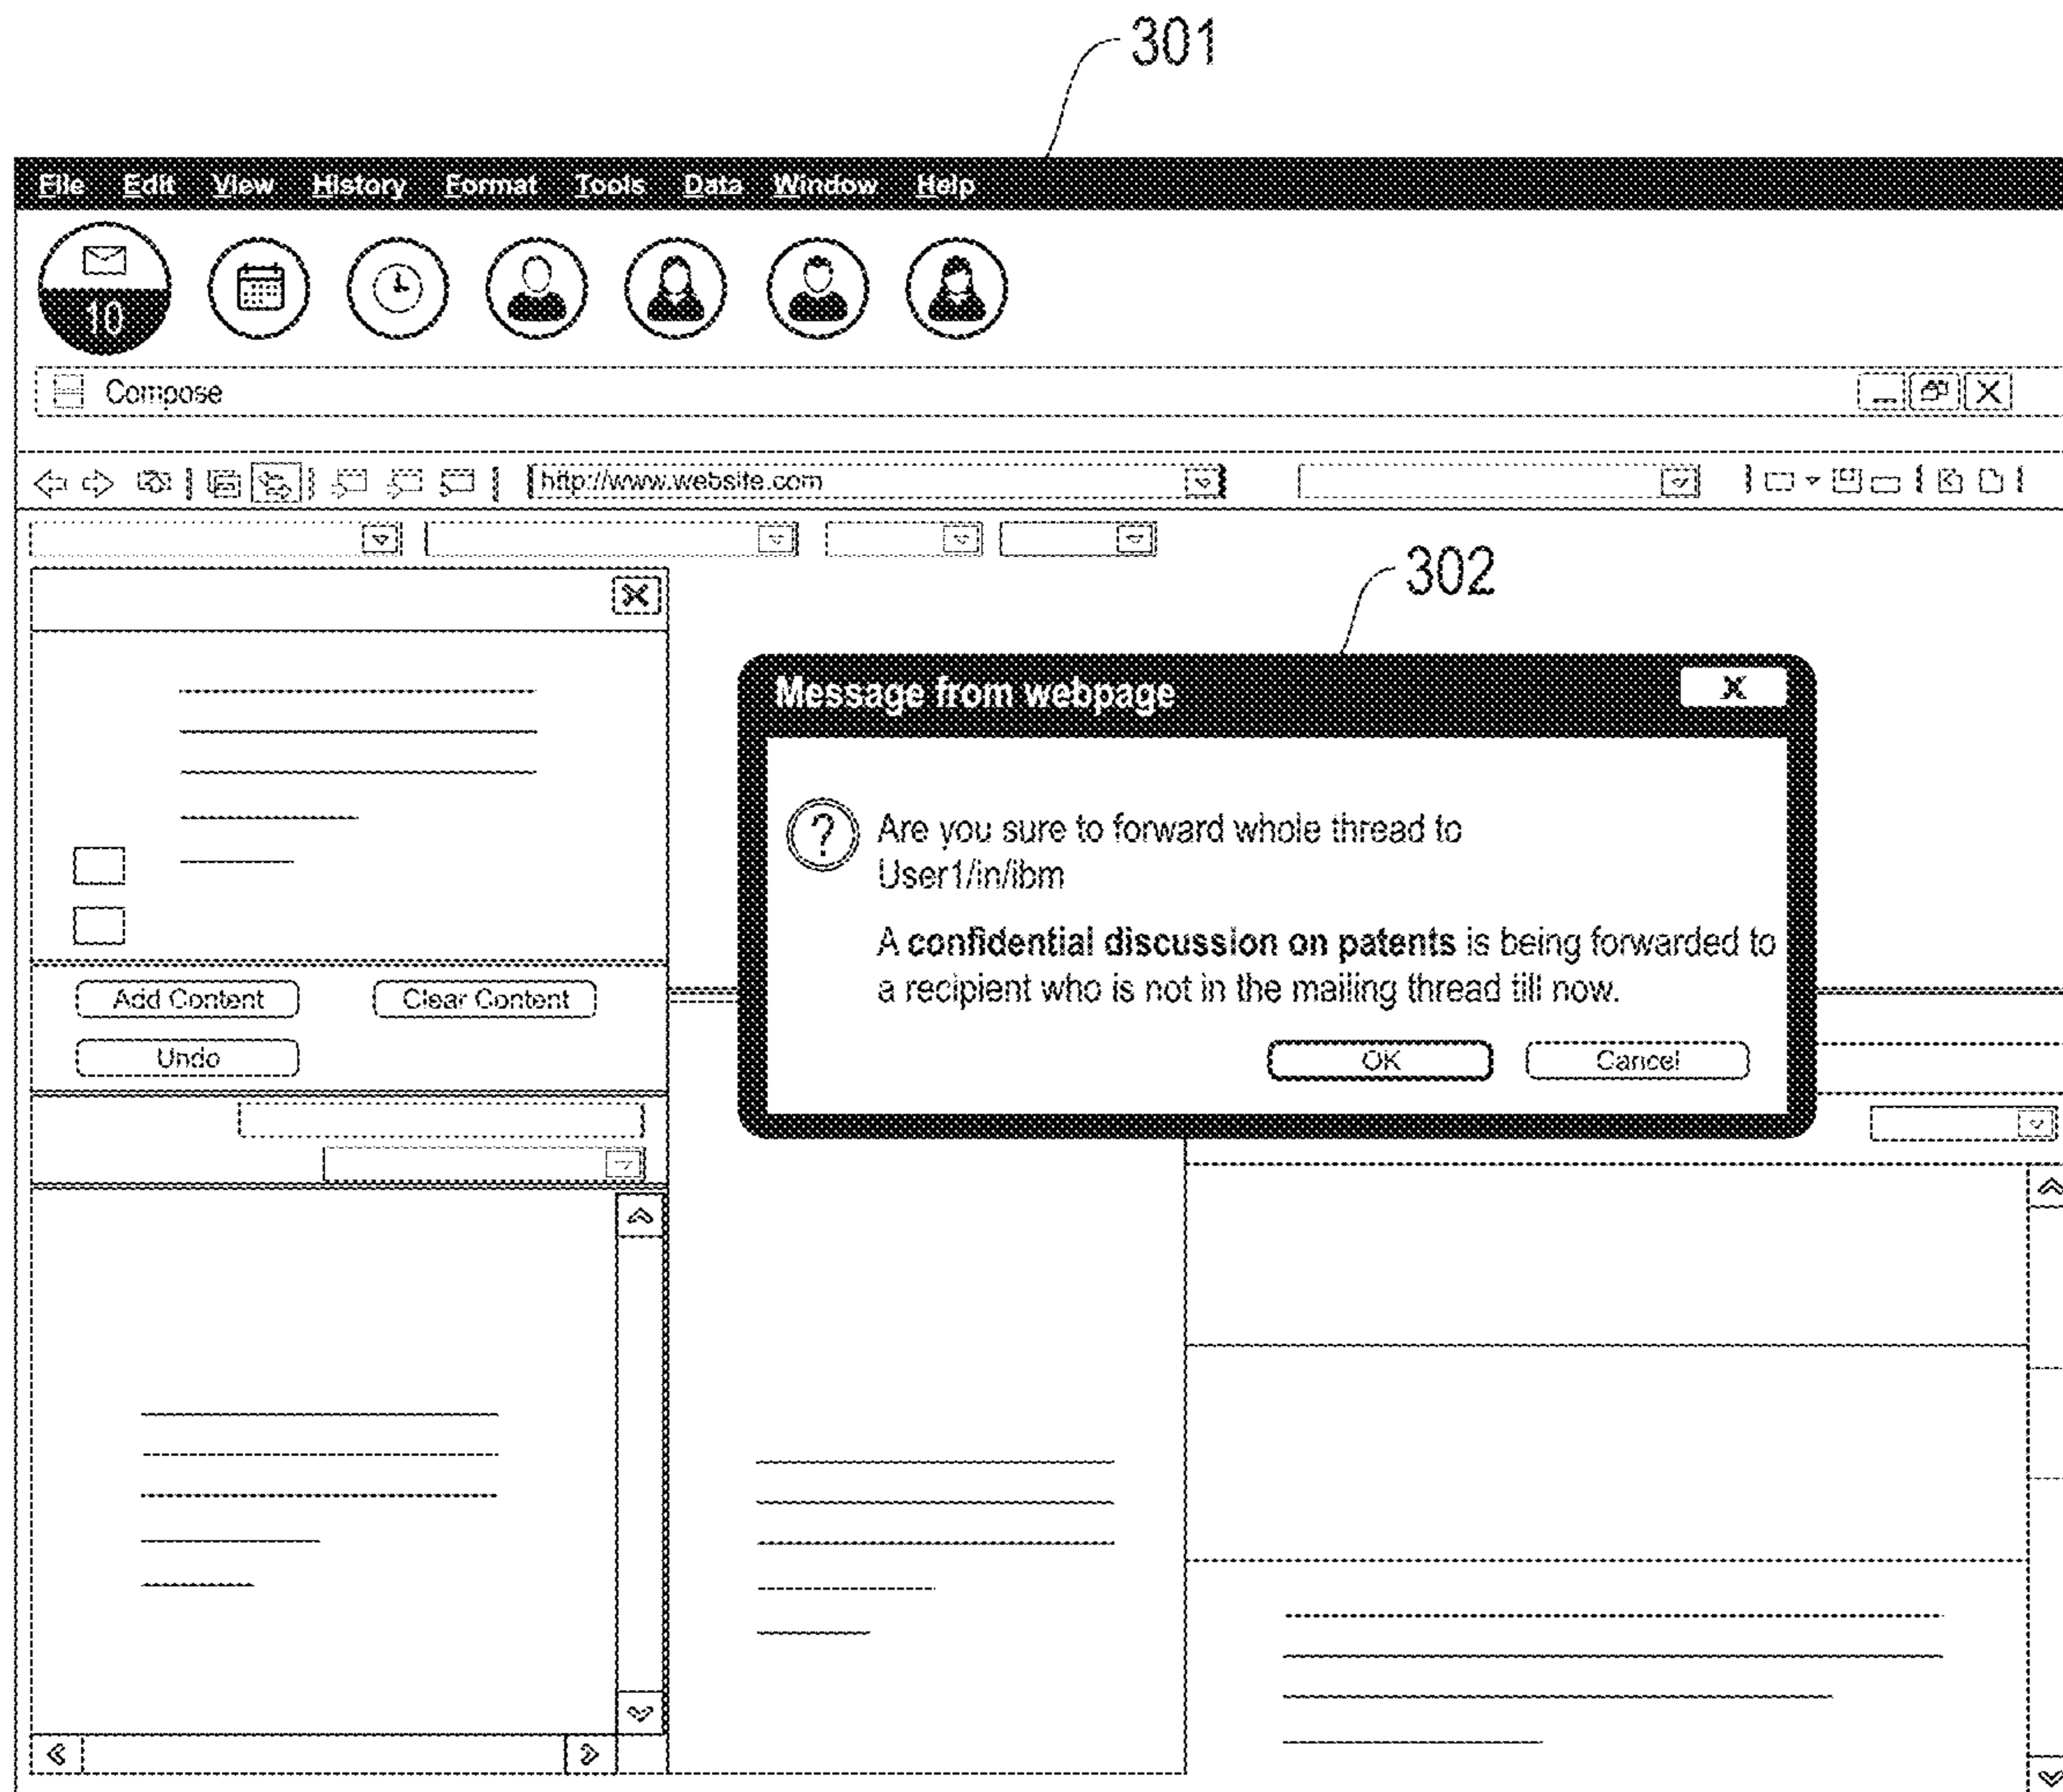 301
File Edit View History Format Tools Data Window Help
10
Compose
http://www.website.com
302
Message from webpage
X
? Are you sure to forward whole thread to
User1/in/ibm
A confidential discussion on patents is being forwarded to
a recipient who is not in the mailing thread till now.
OK Cancel
Add Content Clear Content
Undo